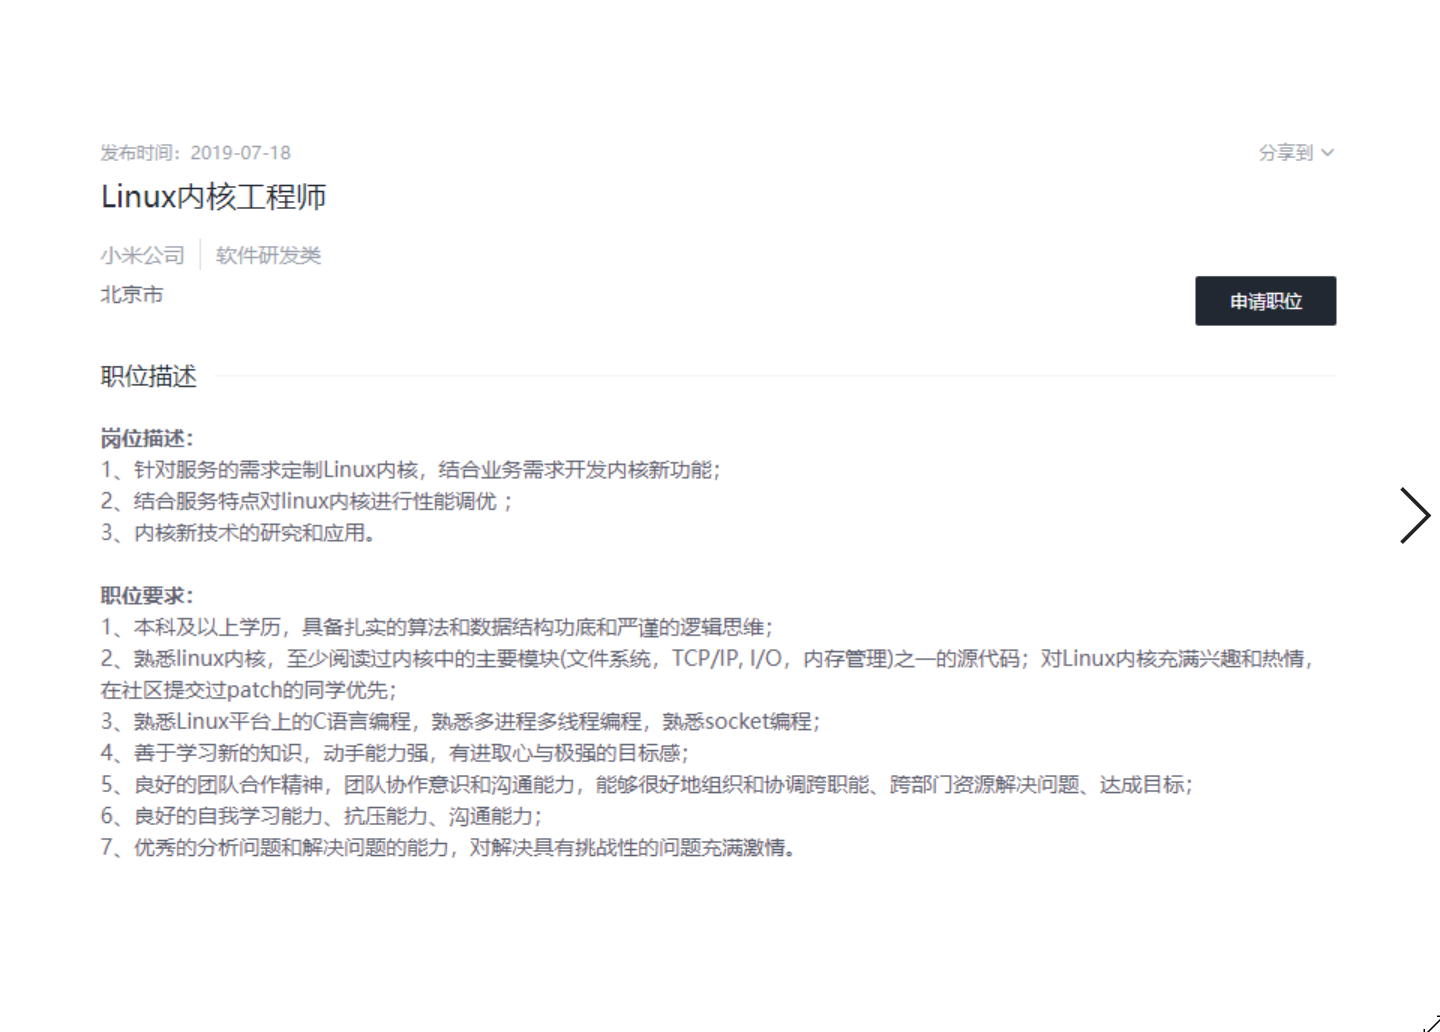 发布时间：2019-07-18
分享到
Linux内核工程师
小米公司
软件研发类
北京市
申请职位
职位描述
岗位描述：
1、针对服务的需求定制Linux内核，结合业务需求开发内核新功能；
2、结合服务特点对linux内核进行性能调优 ；
3、内核新技术的研究和应用。
职位要求：
1、本科及以上学历，具备扎实的算法和数据结构功底和严谨的逻辑思维；
2、熟悉linux内核，至少阅读过内核中的主要模块(文件系统，TCP/IP, I/O，内存管理)之一的源代码；对Linux内核充满兴趣和热情，
在社区提交过patch的同学优先；
3、熟悉Linux平台上的C语言编程，熟悉多进程多线程编程，熟悉socket编程；
4、善于学习新的知识，动手能力强，有进取心与极强的目标感；
5、良好的团队合作精神，团队协作意识和沟通能力，能够很好地组织和协调跨职能、跨部门资源解决问题、达成目标；
6、良好的自我学习能力、抗压能力、沟通能力；
7、优秀的分析问题和解决问题的能力，对解决具有挑战性的问题充满激情。